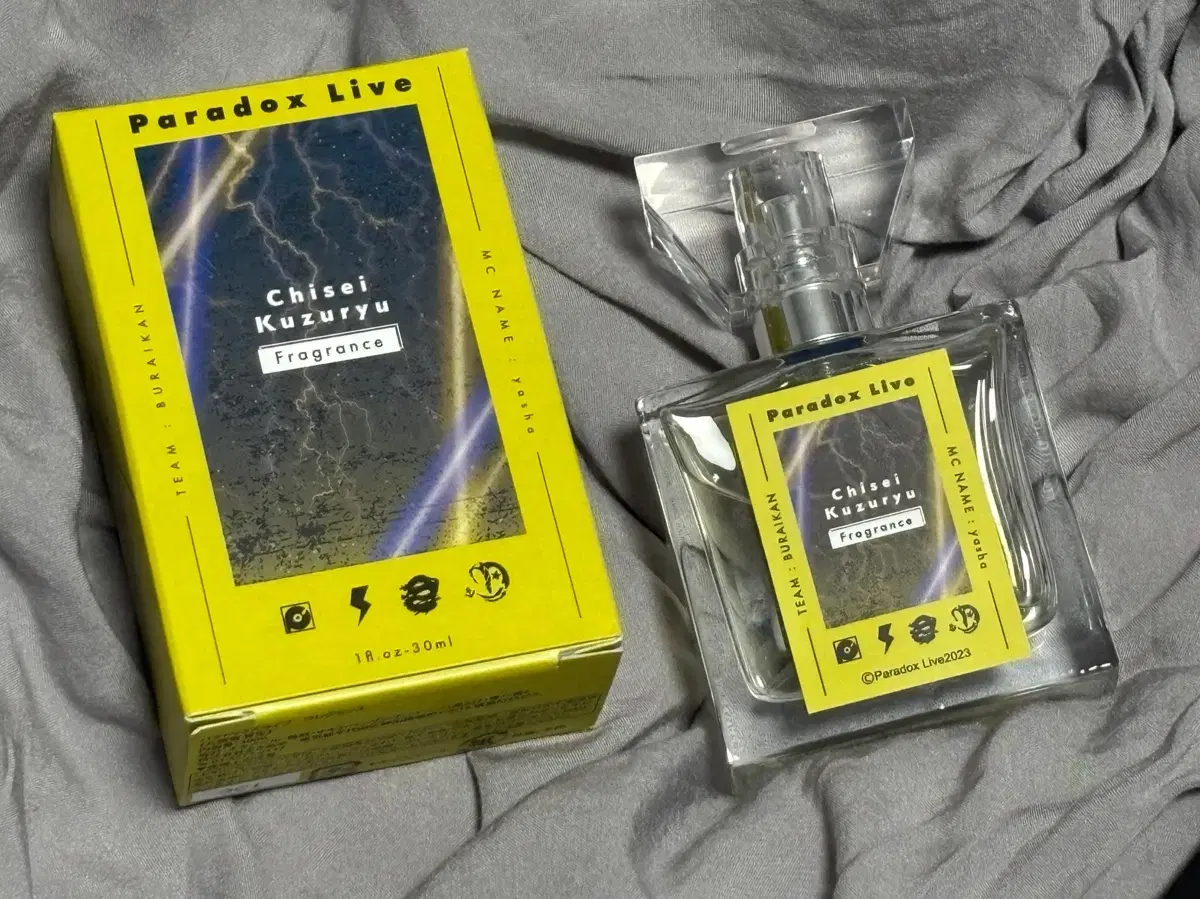 Paradox Live
Chisei
Kuzuryu
Fragrance
TEAM : BURAIKAN
MC NAME : yasha
1fl.oz-30ml
Paradox Live
Chisei
Kuzuryu
Fragrance
TEAM : BURAIKAN
MC NAME : yasha
©Paradox Live2023